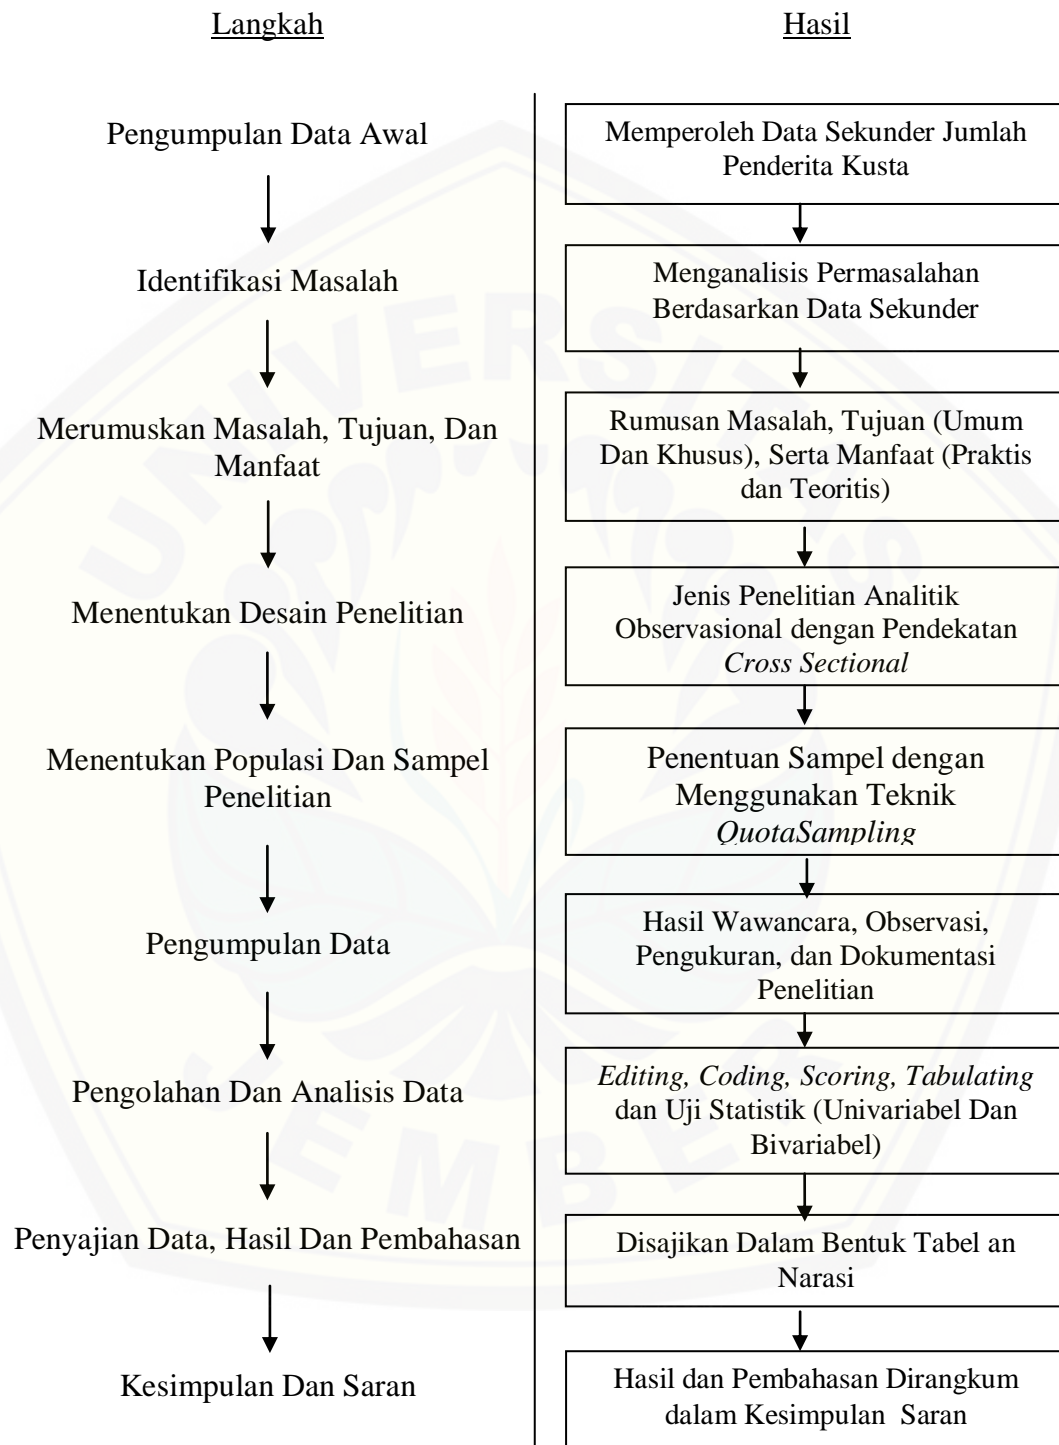 Langkah
Hasil
Pengumpulan Data Awal
Memperoleh Data Sekunder Jumlah
Penderita Kusta
Identifikasi Masalah
Menganalisis Permasalahan
Berdasarkan Data Sekunder
Merumuskan Masalah, Tujuan, Dan
Manfaat
Rumusan Masalah, Tujuan (Umum
Dan Khusus), Serta Manfaat (Praktis
dan Teoritis)
Menentukan Desain Penelitian
Jenis Penelitian Analitik
Observasional dengan Pendekatan
Cross Sectional
Menentukan Populasi Dan Sampel
Penelitian
Penentuan Sampel dengan
Menggunakan Teknik
QuotaSampling
Pengumpulan Data
Hasil Wawancara, Observasi,
Pengukuran, dan Dokumentasi
Penelitian
Pengolahan Dan Analisis Data
Editing, Coding, Scoring, Tabulating
dan Uji Statistik (Univariabel Dan
Bivariabel)
Penyajian Data, Hasil Dan Pembahasan
Disajikan Dalam Bentuk Tabel an
Narasi
Kesimpulan Dan Saran
Hasil dan Pembahasan Dirangkum
dalam Kesimpulan  Saran
UNIVERSITAS
JEMBER